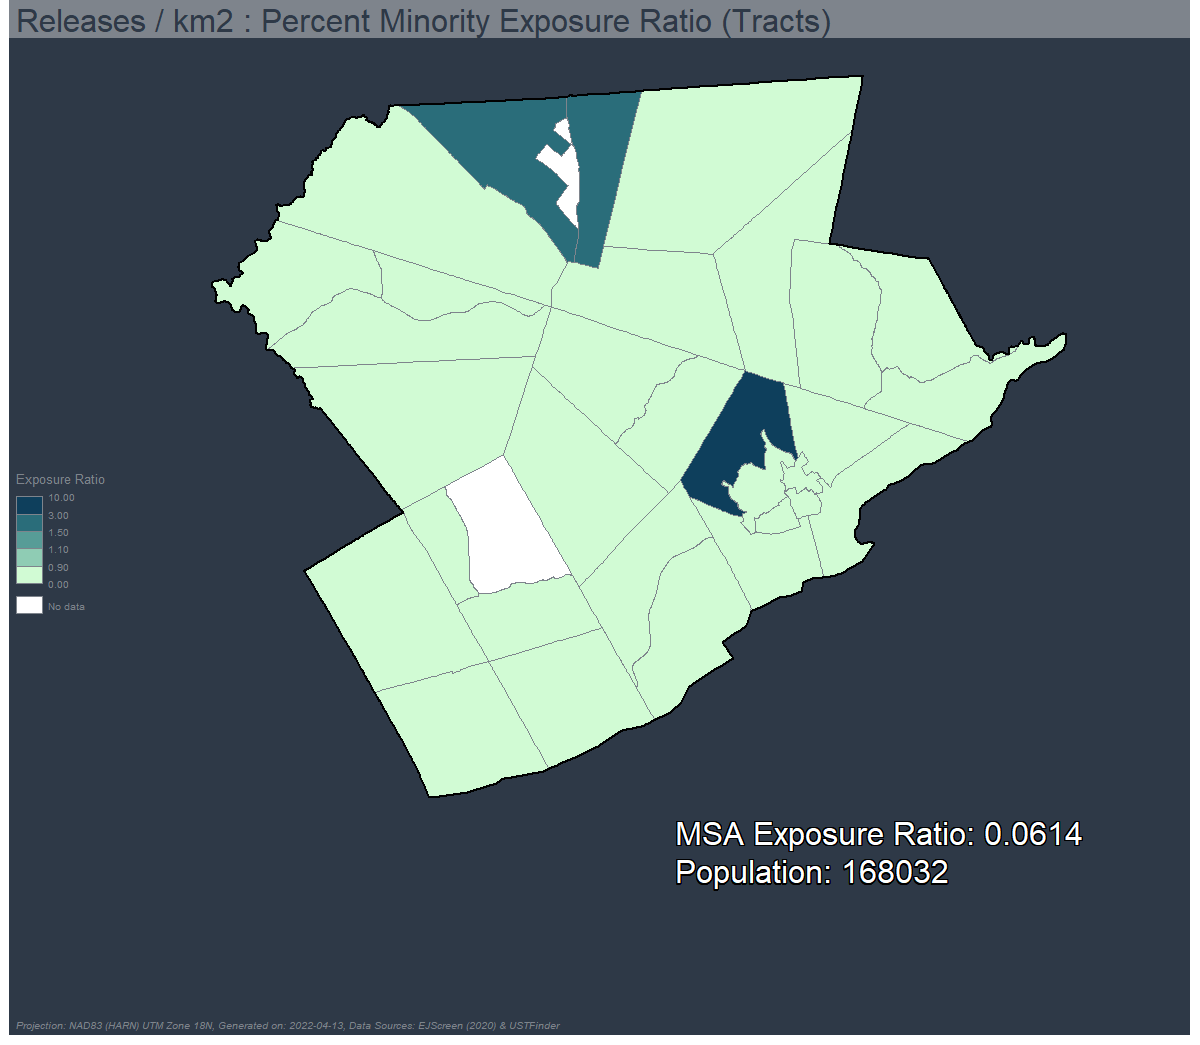 Releases / km2 : Percent Minority Exposure Ratio (Tracts)
Exposure Ratio
10.00
3.00
1.50
1.10
0.90
0.00
No data
MSA Exposure Ratio: 0.0614
Population: 168032
Projection: NAD83 (HARN) UTM Zone 18N, Generated on: 2022-04-13, Data Sources: EJScreen (2020) & USTFinder